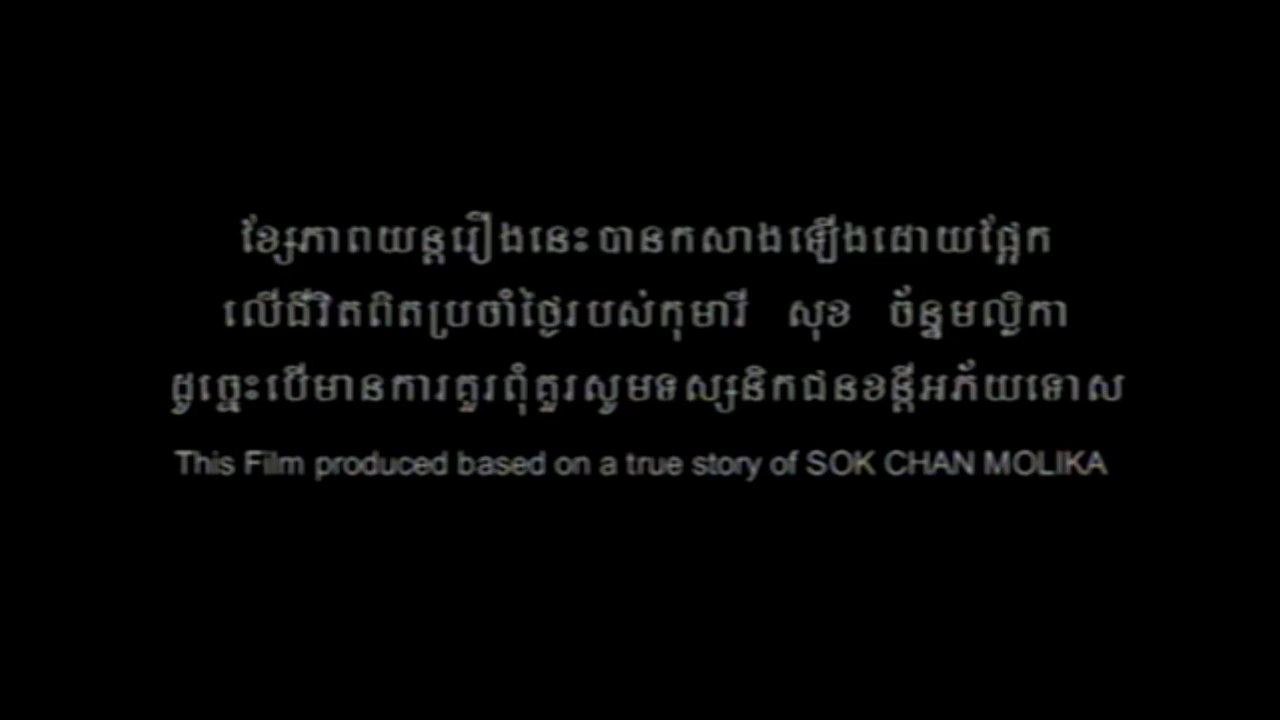 ខ្សែភាពយន្តរឿងនេះបានកសាងឡើងដោយផ្អែក
លើជីវិតពិតប្រចាំថ្ងៃរបស់កុមារី សុខ ច័ន្ទមល្លិកា
ដូច្នេះបើមានការគួរពុំគួរសូមទស្សនិកជនខន្តីអភ័យទោស
This Film produced based on a true story of SOK CHAN MOLIKA